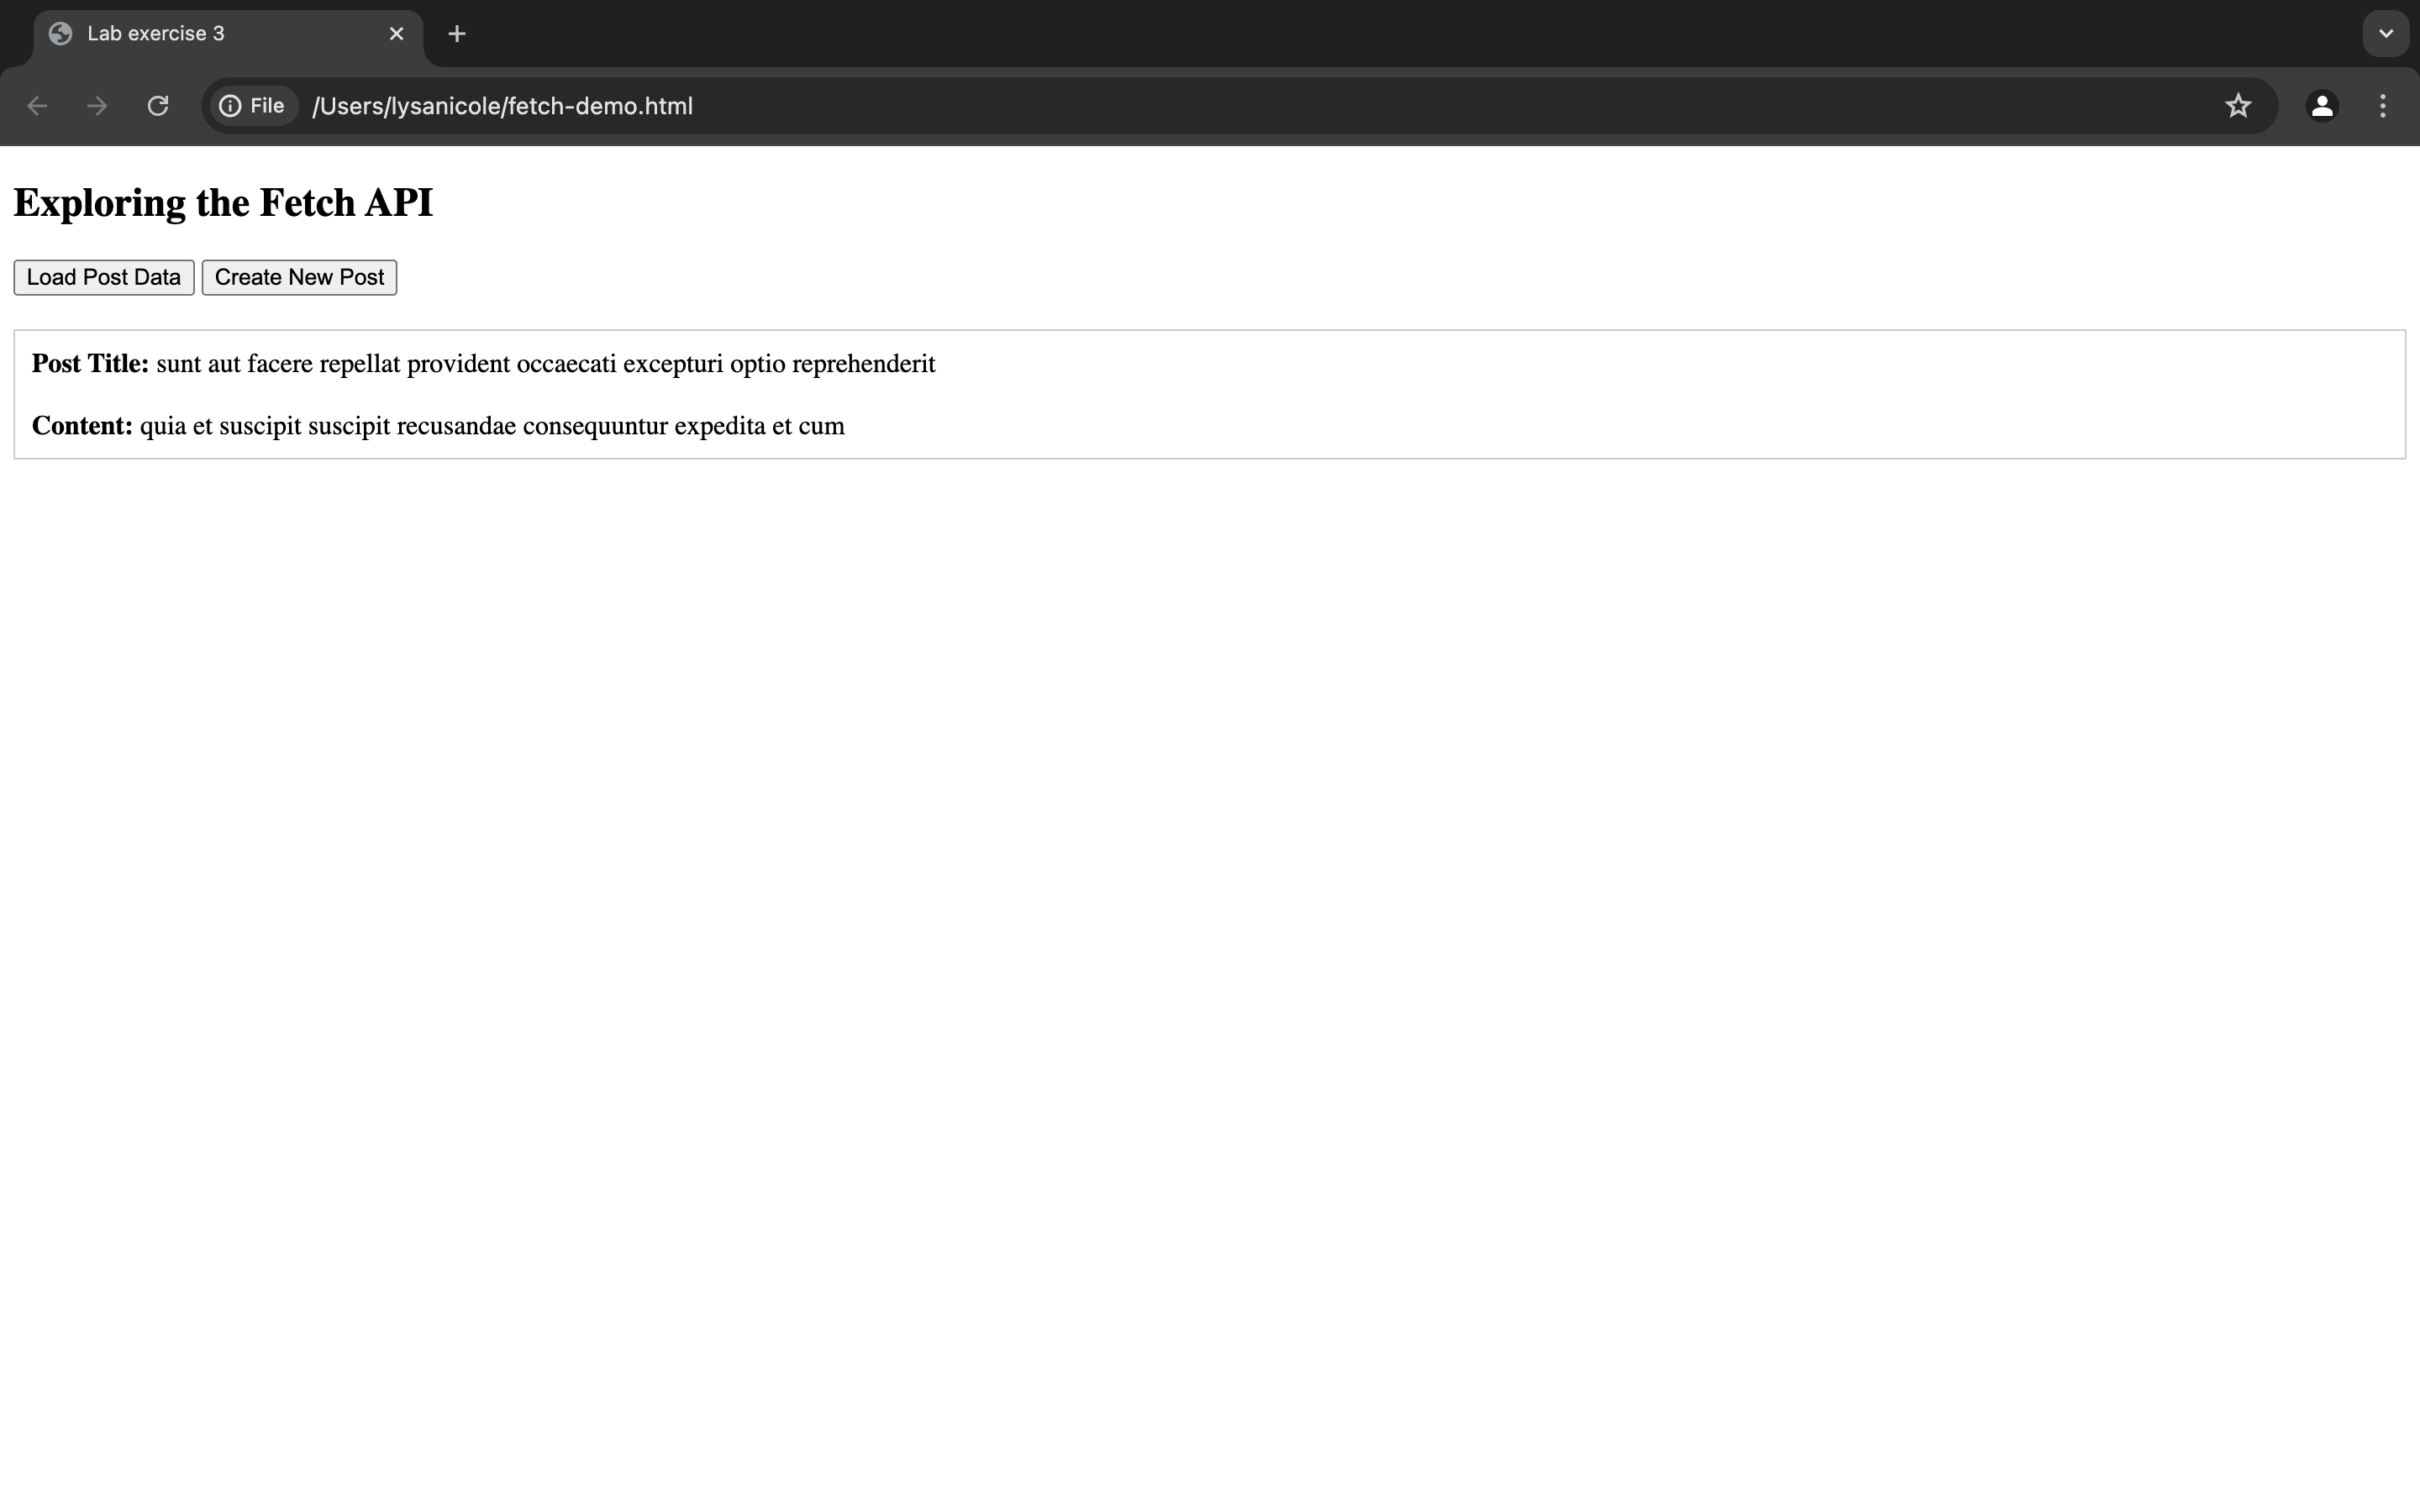 Lab exercise 3
File /Users/lysanicole/fetch-demo.html
Exploring the Fetch API
Load Post Data Create New Post
Post Title: sunt aut facere repellat provident occaecati excepturi optio reprehenderit
Content: quia et suscipit suscipit recusandae consequuntur expedita et cum